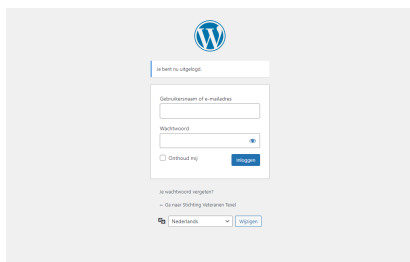 Je bent nu uitgelogd.
Gebruikersnaam of e-mailadres
Wachtwoord
Onthoud mij
Inloggen
Je wachtwoord vergeten?
← Ga naar Stichting Veteranen Texel
Nederlands
Wijzigen